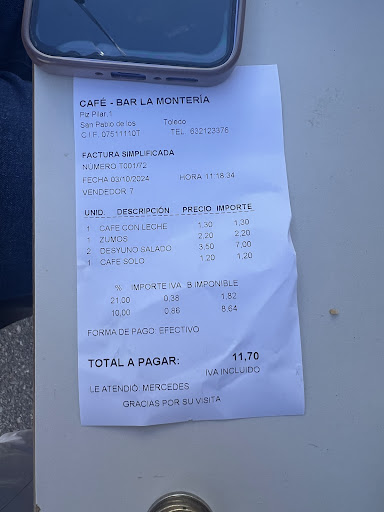 CAFÉ - BAR LA MONTERÍA
Plz Pilar 1
San Pablo de los Toledo
C.I.F. 07511110T TEL. 632123376
FACTURA SIMPLIFICADA
NÚMERO T001/72
FECHA 03/10/2024 HORA 11:18:34
VENDEDOR 7
UNID. DESCRIPCIÓN PRECIO IMPORTE
1 CAFE CON LECHE 1,30 1,30
1 ZUMOS 2,20 2,20
2 DESYUNO SALADO 3,50 7,00
1 CAFE SOLO 1,20 1,20
% IMPORTE IVA B.IMPONIBLE
21,00 0,38 1,82
10,00 0,86 8,64
FORMA DE PAGO: EFECTIVO
TOTAL A PAGAR: 11,70
IVA INCLUIDO
LE ATENDIÓ: MERCEDES
GRACIAS POR SU VISITA